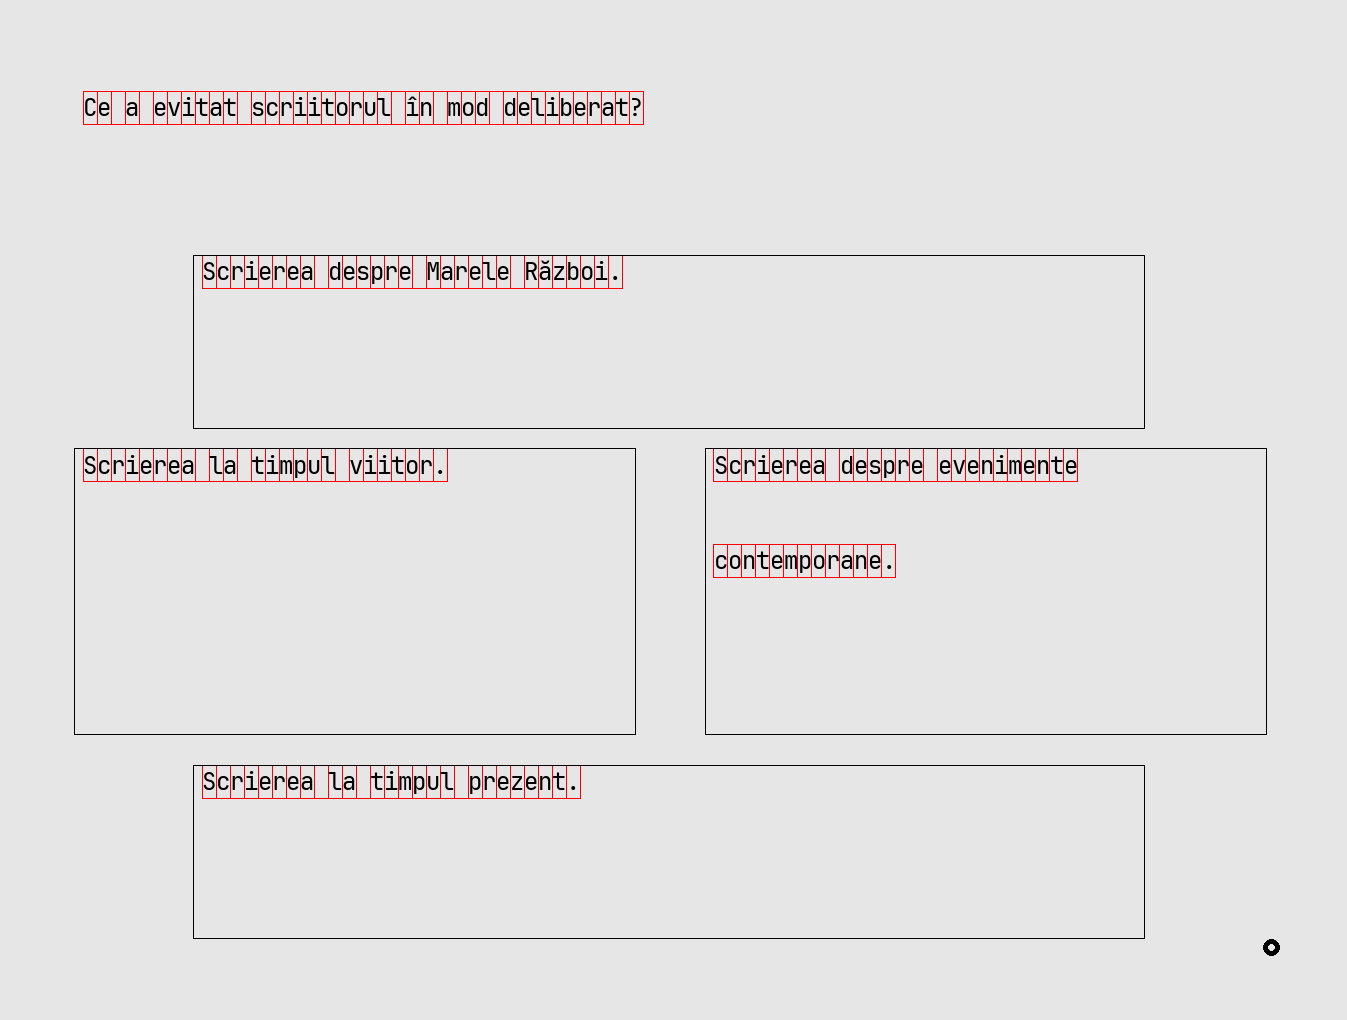 Ce a evitat scriitorul în mod deliberat?
Scrierea despre Marele Război.
Scrierea la timpul viitor.
Scrierea despre evenimente
contemporane.
Scrierea la timpul prezent.